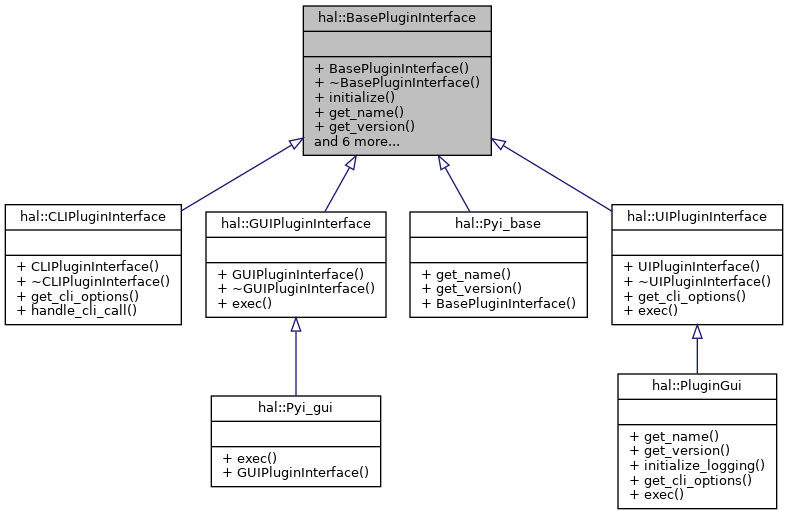 hal::BasePluginInterface
+ BasePluginInterface()
+ ~BasePluginInterface()
+ initialize()
+ get_name()
+ get_version()
and 6 more...
hal::CLIPluginInterface
+ CLIPluginInterface()
+ ~CLIPluginInterface()
+ get_cli_options()
+ handle_cli_call()
hal::GUIPluginInterface
+ GUIPluginInterface()
+ ~GUIPluginInterface()
+ exec()
hal::Pyi_base
+ get_name()
+ get_version()
+ BasePluginInterface()
hal::UIPluginInterface
+ UIPluginInterface()
+ ~UIPluginInterface()
+ get_cli_options()
+ exec()
hal::Pyi_gui
+ exec()
+ GUIPluginInterface()
hal::PluginGui
+ get_name()
+ get_version()
+ initialize_logging()
+ get_cli_options()
+ exec()